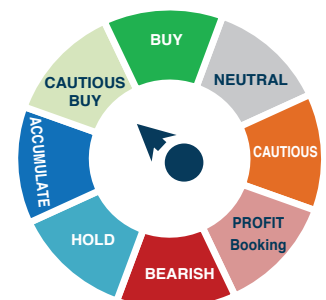 BUY
NEUTRAL
CAUTIOUS
PROFIT
Booking
BEARISH
HOLD
ACCUMULATE
CAUTIOUS
BUY